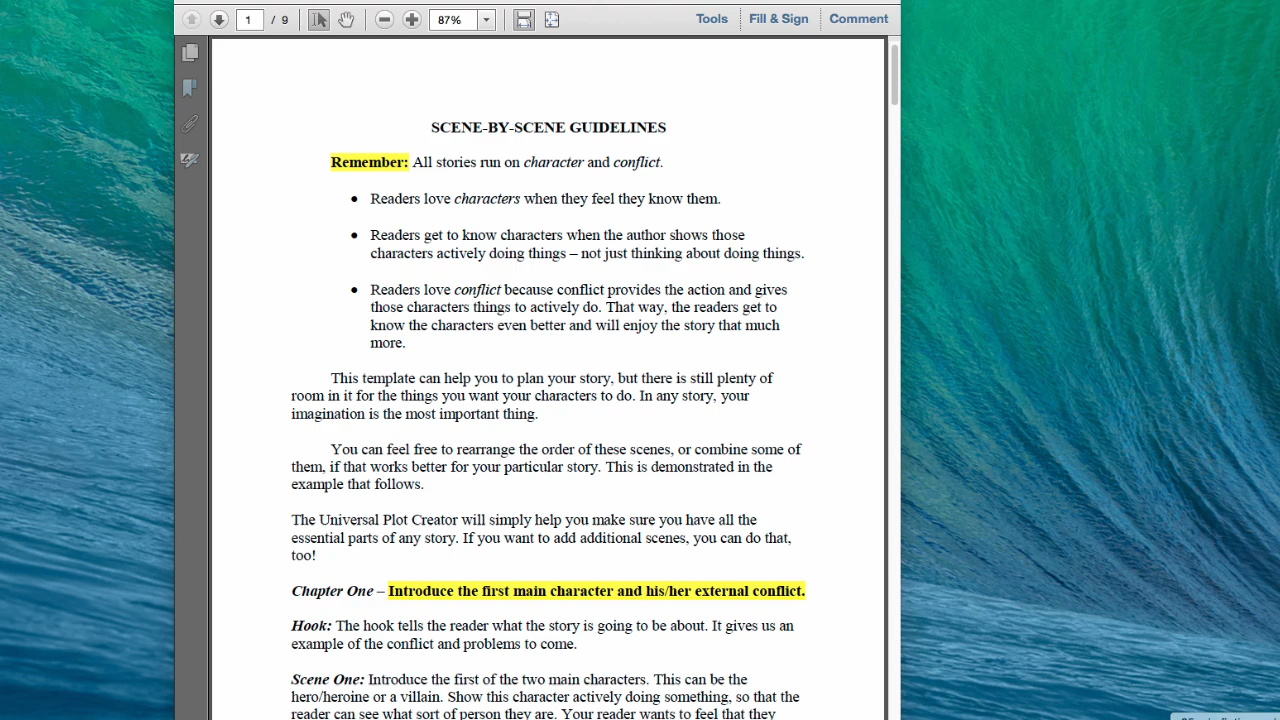 1 / 9 87% Tools Fill & Sign Comment
SCENE-BY-SCENE GUIDELINES
Remember: All stories run on character and conflict.
• Readers love characters when they feel they know them.
• Readers get to know characters when the author shows those
characters actively doing things – not just thinking about doing things.
• Readers love conflict because conflict provides the action and gives
those characters things to actively do. That way, the readers get to
know the characters even better and will enjoy the story that much
more.
This template can help you to plan your story, but there is still plenty of
room in it for the things you want your characters to do. In any story, your
imagination is the most important thing.
You can feel free to rearrange the order of these scenes, or combine some of
them, if that works better for your particular story. This is demonstrated in the
example that follows.
The Universal Plot Creator will simply help you make sure you have all the
essential parts of any story. If you want to add additional scenes, you can do that,
too!
Chapter One – Introduce the first main character and his/her external conflict.
Hook: The hook tells the reader what the story is going to be about. It gives us an
example of the conflict and problems to come.
Scene One: Introduce the first of the two main characters. This can be the
hero/heroine or a villain. Show this character actively doing something, so that the
reader can see what sort of person they are. Your reader wants to feel that they